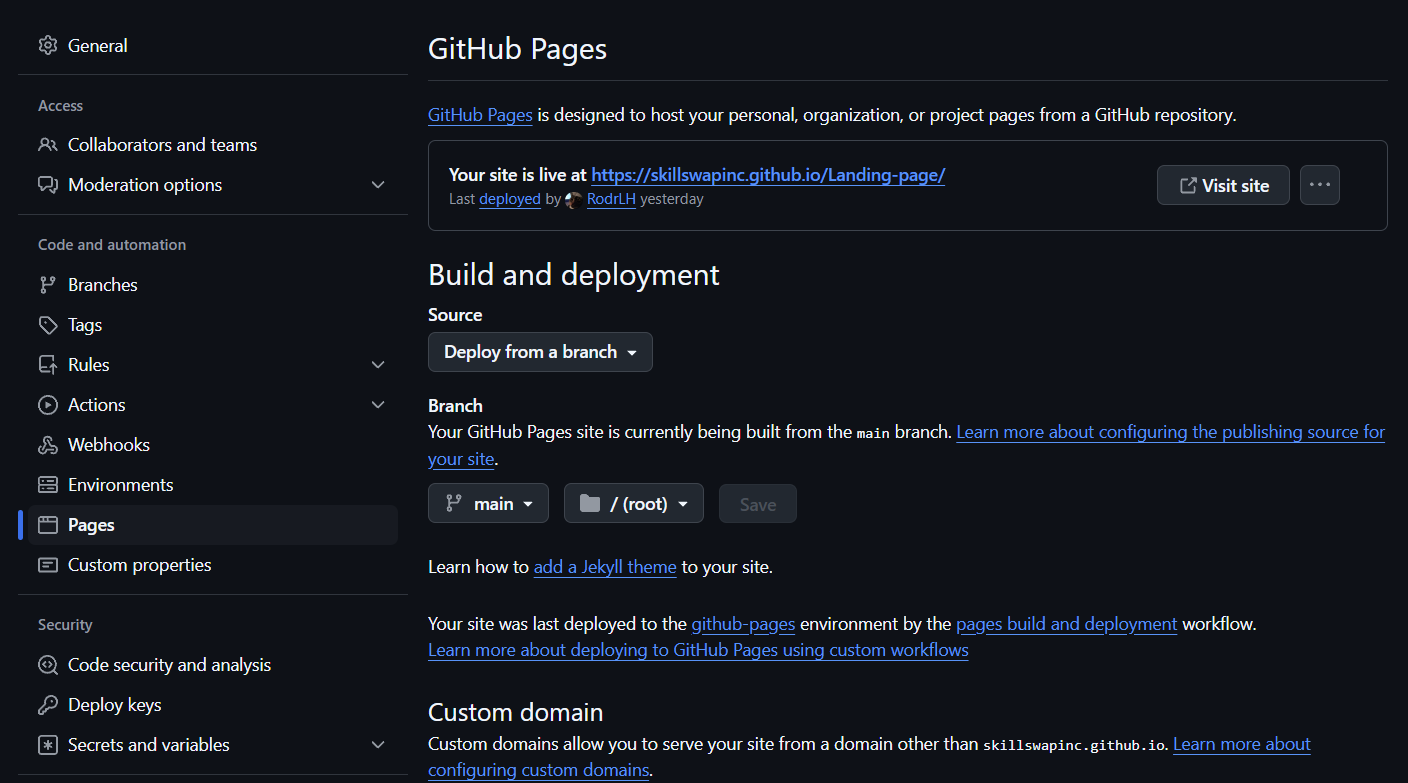 General
Access
Collaborators and teams
Moderation options
Code and automation
Branches
Tags
Rules
Actions
Webhooks
Environments
Pages
Custom properties
Security
Code security and analysis
Deploy keys
Secrets and variables
GitHub Pages
GitHub Pages is designed to host your personal, organization, or project pages from a GitHub repository.
Your site is live at https://skillswapinc.github.io/Landing-page/
Last deployed by RodrLH yesterday
Visit site
Build and deployment
Source
Deploy from a branch
Branch
Your GitHub Pages site is currently being built from the main branch. Learn more about configuring the publishing source for
your site.
main
/ (root)
Save
Learn how to add a Jekyll theme to your site.
Your site was last deployed to the github-pages environment by the pages build and deployment workflow.
Learn more about deploying to GitHub Pages using custom workflows
Custom domain
Custom domains allow you to serve your site from a domain other than skillswapinc.github.io. Learn more about
configuring custom domains.